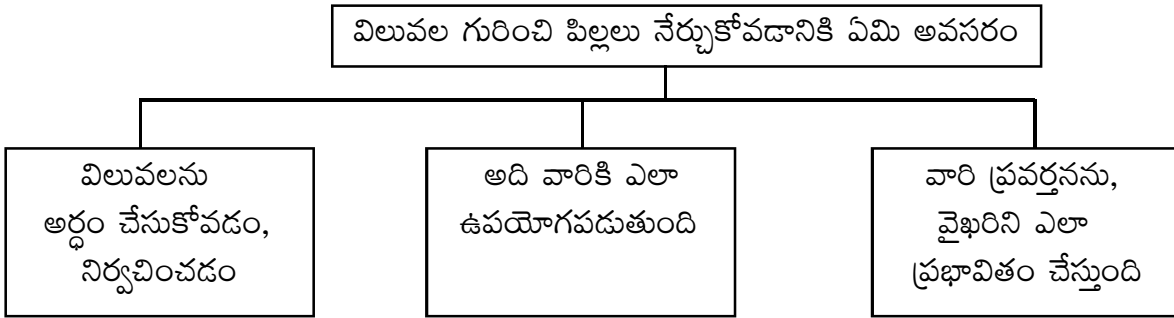 విలువల గురించి పిల్లలు నేర్చుకోవడానికి ఏమి అవసరం
విలువలను
అర్ధం చేసుకోవడం,
నిర్వచించడం
అది వారికి ఎలా
ఉపయోగపడుతుంది
వారి ప్రవర్తనను,
వైఖరిని ఎలా
ప్రభావితం చేస్తుంది